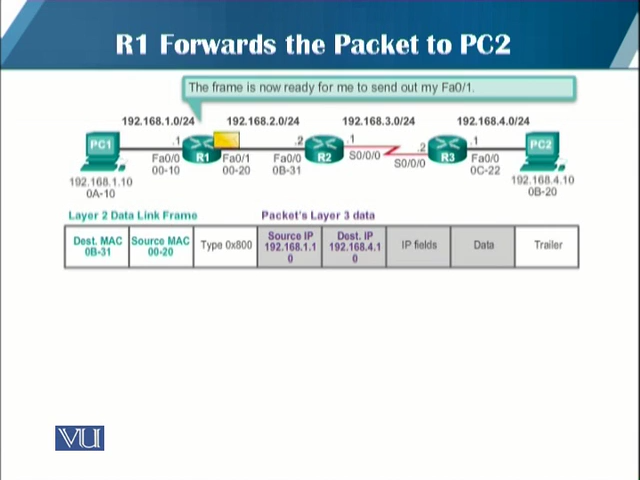 R1 Forwards the Packet to PC2
The frame is now ready for me to send out my Fa0/1.
192.168.1.0/24 192.168.2.0/24 192.168.3.0/24 192.168.4.0/24
PC1 .1 R1 .2 R2 .1 .2 R3 .1 PC2
Fa0/0 Fa0/1 Fa0/0 S0/0/0 S0/0/0 Fa0/0
00-10 00-20 0B-31 0C-22
192.168.1.10 192.168.4.10
0A-10 0B-20
Layer 2 Data Link Frame Packet's Layer 3 data
Dest. MAC
0B-31
Source MAC
00-20
Type 0x800
Source IP
192.168.1.1
0
Dest. IP
192.168.4.1
0
IP fields
Data
Trailer
VU